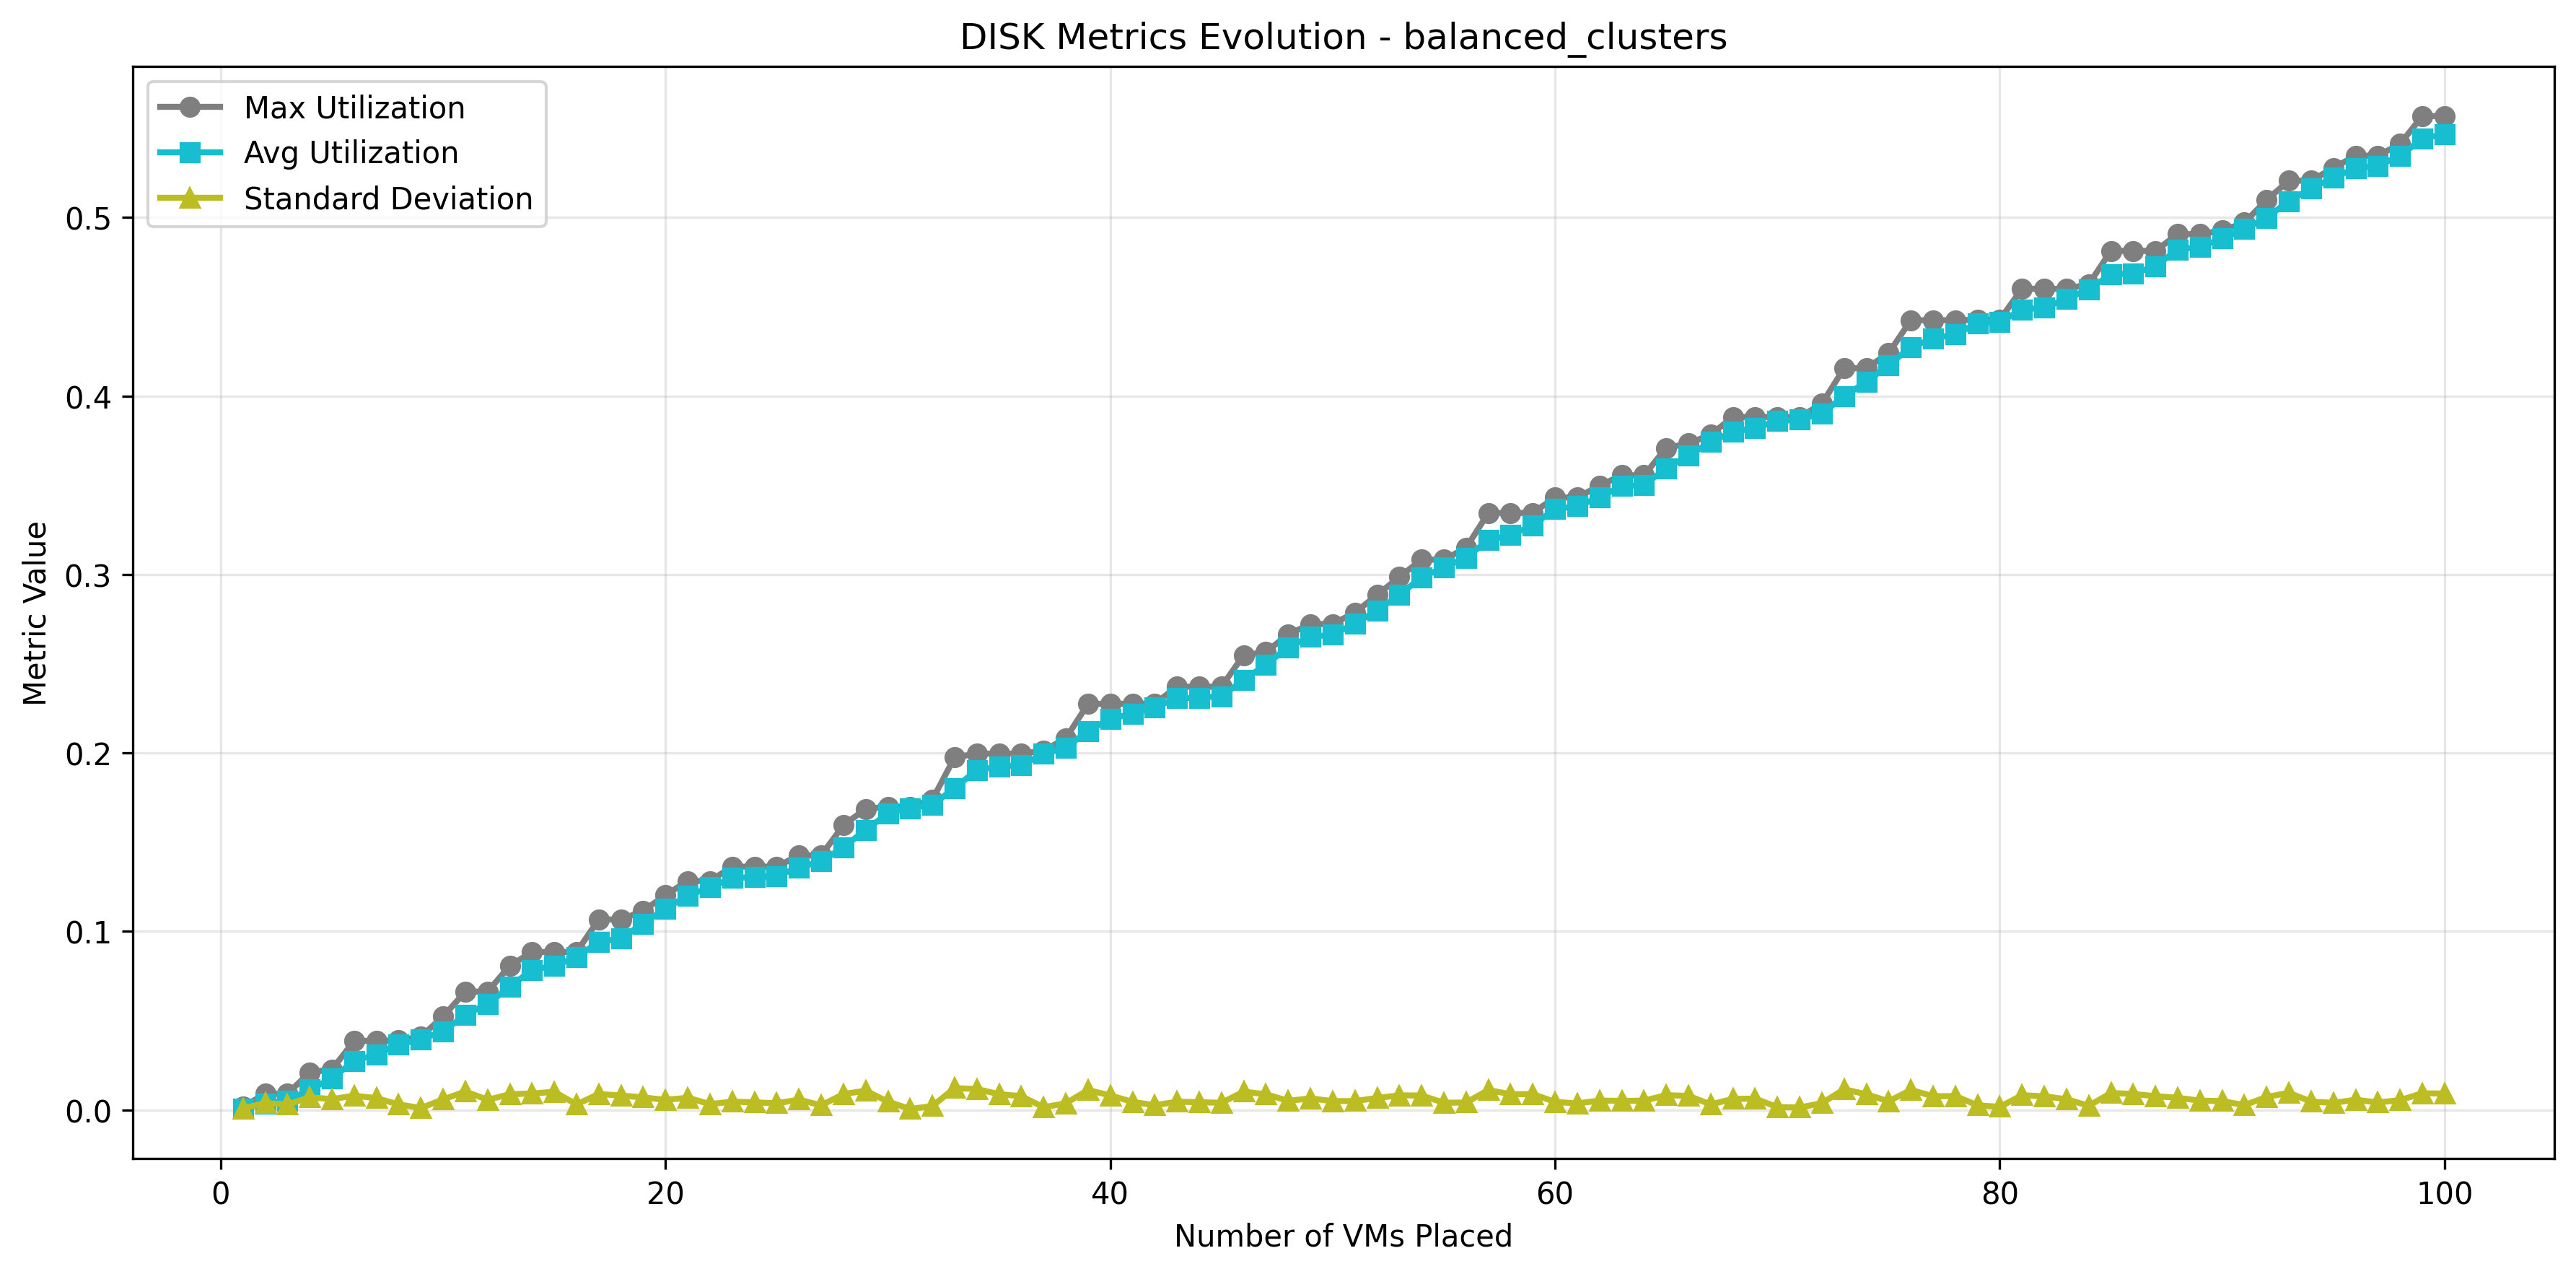 DISK Metrics Evolution - balanced_clusters
Max Utilization
Avg Utilization
Standard Deviation
Metric Value
0.5
0.4
0.3
0.2
0.1
0.0
0 20 40 60 80 100
Number of VMs Placed